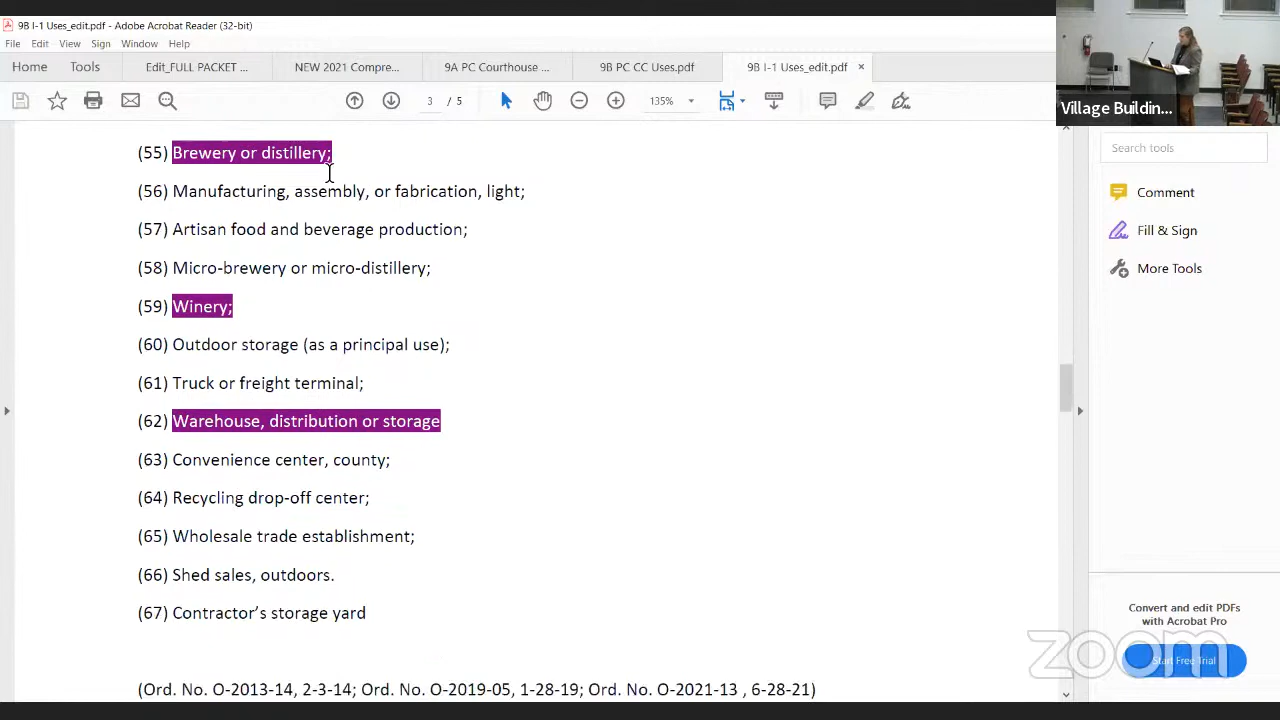 9B I-1 Uses_edit.pdf - Adobe Acrobat Reader (32-bit)
File Edit View Sign Window Help
Home Tools Edit_FULL PACKET ... NEW 2021 Compre... 9A PC Courthouse ... 9B PC CC Uses.pdf 9B I-1 Uses_edit.pdf ×
3 / 5 135%
Village Buildin...
(55) Brewery or distillery;
(56) Manufacturing, assembly, or fabrication, light;
(57) Artisan food and beverage production;
(58) Micro-brewery or micro-distillery;
(59) Winery;
(60) Outdoor storage (as a principal use);
(61) Truck or freight terminal;
(62) Warehouse, distribution or storage
(63) Convenience center, county;
(64) Recycling drop-off center;
(65) Wholesale trade establishment;
(66) Shed sales, outdoors.
(67) Contractor’s storage yard
(Ord. No. O-2013-14, 2-3-14; Ord. No. O-2019-05, 1-28-19; Ord. No. O-2021-13 , 6-28-21)
Search tools
Comment
Fill & Sign
More Tools
Convert and edit PDFs
with Acrobat Pro
Start Free Trial
zoom